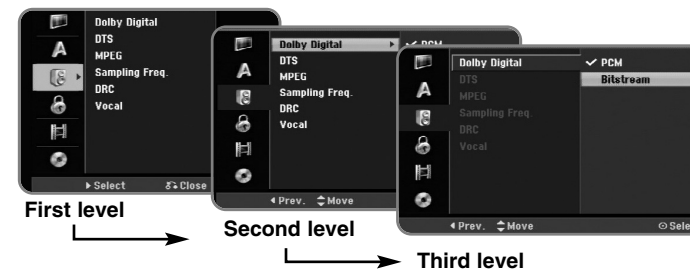 Dolby Digital
DTS
MPEG
Sampling Freq.
DRC
Vocal
Select Close
First level
Dolby Digital
DTS
MPEG
Sampling Freq.
DRC
Vocal
Prev. Move
Second level
Dolby Digital
DTS
MPEG
Sampling Freq.
DRC
Vocal
PCM
Bitstream
Prev. Move
Third level